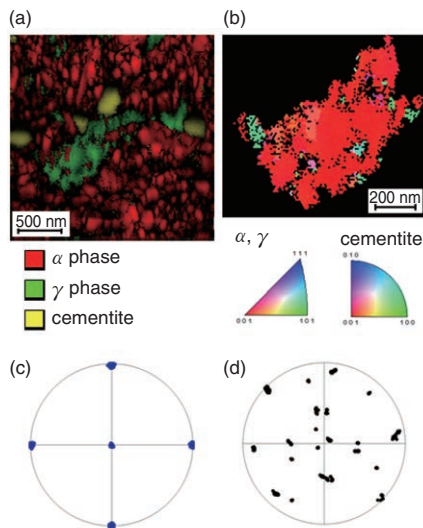 (a)
500 nm
α phase
γ phase
cementite
(b)
200 nm
α, γ
cementite
111
001
101
010
001
100
(c)
(d)